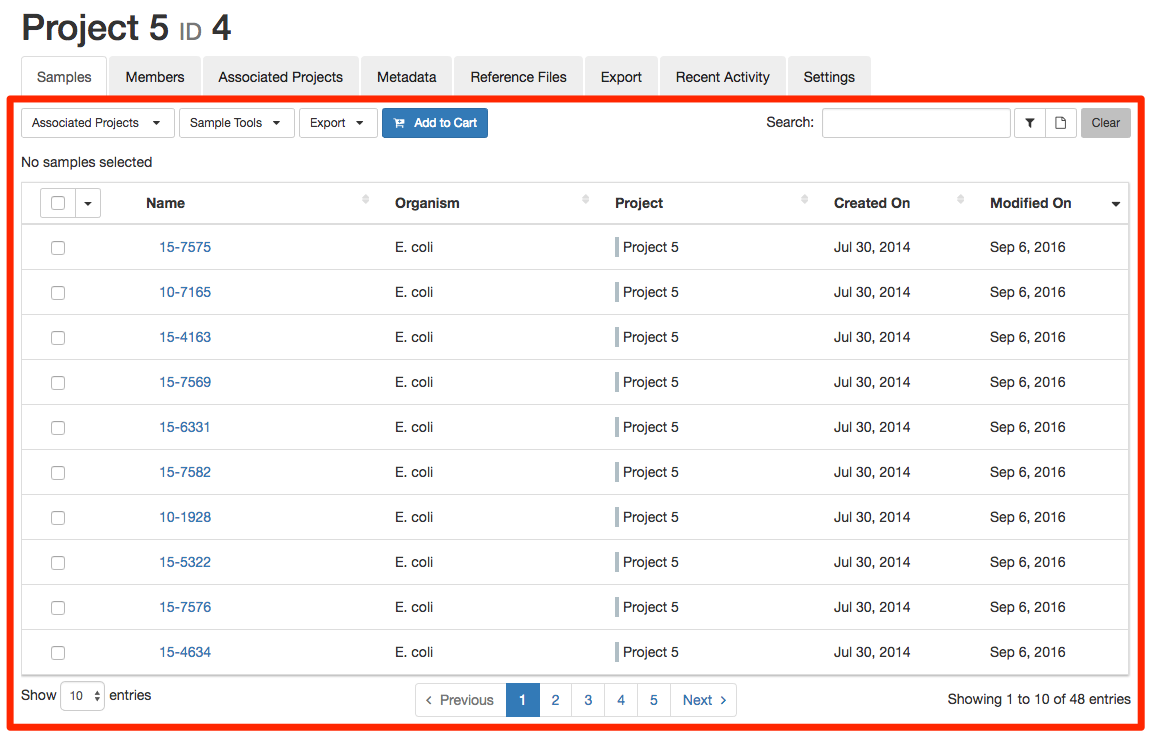 Project 5 ID 4
Samples Members Associated Projects Metadata Reference Files Export Recent Activity Settings
Associated Projects Sample Tools Export Add to Cart Search: Clear
No samples selected
Name Organism Project Created On Modified On
15-7575 E. coli Project 5 Jul 30, 2014 Sep 6, 2016
10-7165 E. coli Project 5 Jul 30, 2014 Sep 6, 2016
15-4163 E. coli Project 5 Jul 30, 2014 Sep 6, 2016
15-7569 E. coli Project 5 Jul 30, 2014 Sep 6, 2016
15-6331 E. coli Project 5 Jul 30, 2014 Sep 6, 2016
15-7582 E. coli Project 5 Jul 30, 2014 Sep 6, 2016
10-1928 E. coli Project 5 Jul 30, 2014 Sep 6, 2016
15-5322 E. coli Project 5 Jul 30, 2014 Sep 6, 2016
15-7576 E. coli Project 5 Jul 30, 2014 Sep 6, 2016
15-4634 E. coli Project 5 Jul 30, 2014 Sep 6, 2016
Show 10 entries ‹ Previous 1 2 3 4 5 Next › Showing 1 to 10 of 48 entries